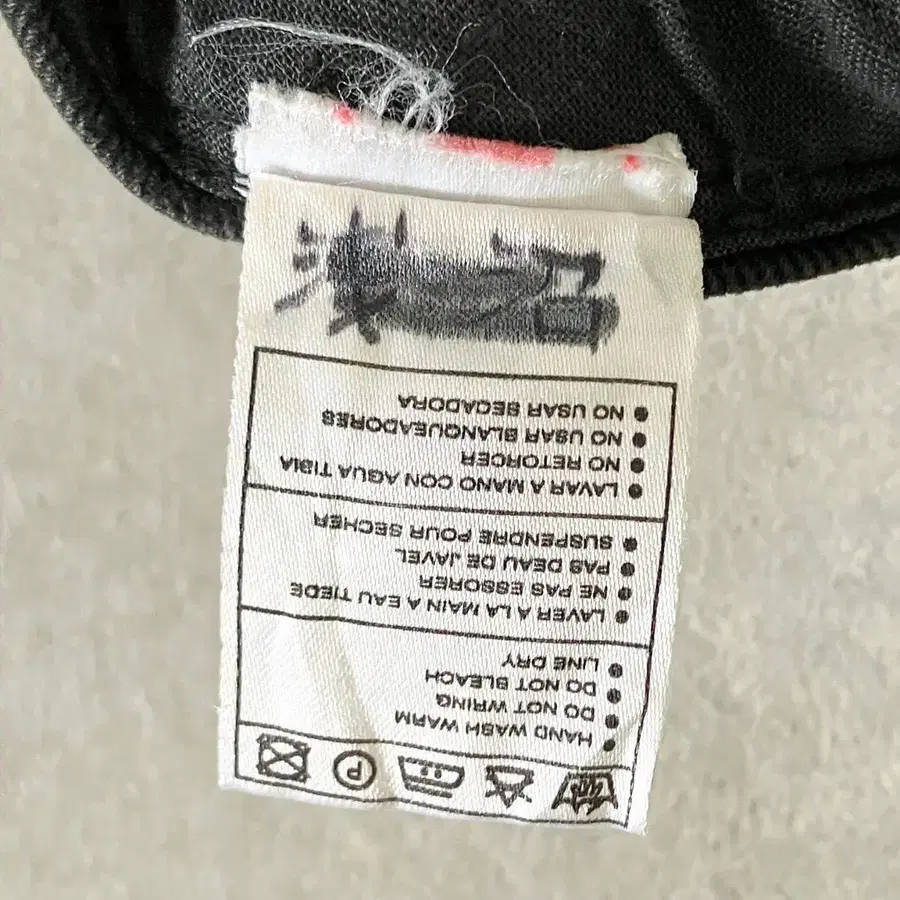 HAND WASH WARM
DO NOT WRING
DO NOT BLEACH
LINE DRY
LAVER A LA MAIN A EAU TIEDE
NE PAS ESSORER
PAS DEAU DE JAVEL
SUSPENDRE POUR SECHER
LAVAR A MANO CON AGUA TIBIA
NO RETORCER
NO USAR BLANQUEADORES
NO USAR SECADORA